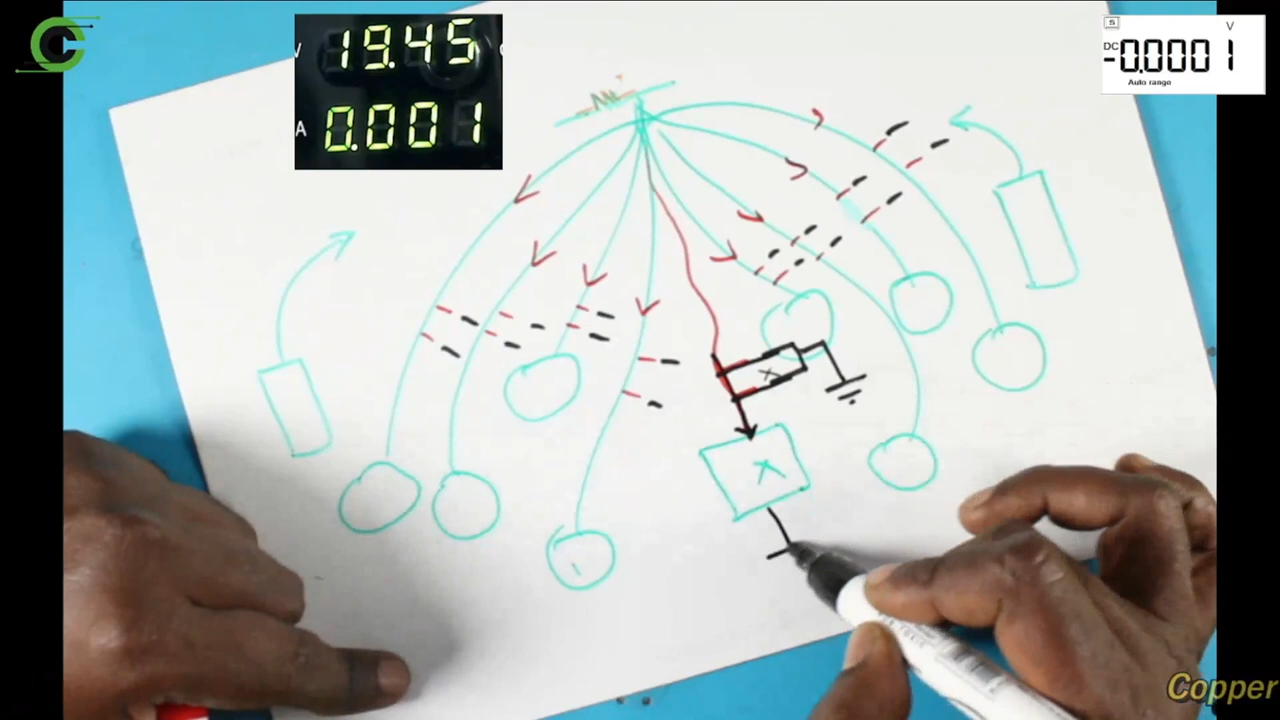 V 19.45
A 0.001
S V
DC -0.0001
Auto range
X
X
Copper